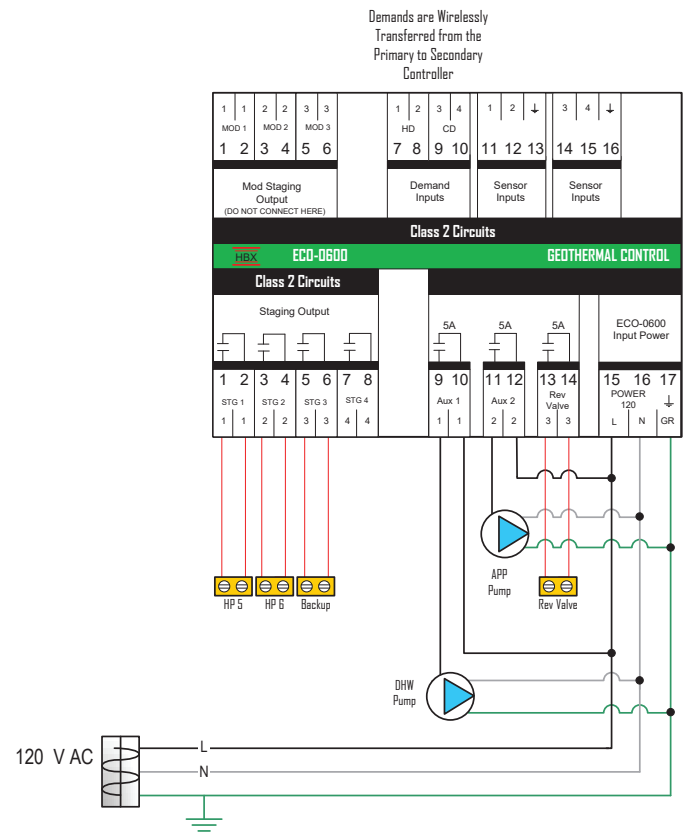 Demands are Wirelessly
Transferred from the
Primary to Secondary
Controller
1 1 2 2 3 3 1 2 3 4 1 2 3 4
MOD 1 MOD 2 MOD 3 HD CD
1 2 3 4 5 6 7 8 9 10 11 12 13 14 15 16
Mod Staging
Output
(DO NOT CONNECT HERE)
Demand
Inputs
Sensor
Inputs
Sensor
Inputs
Class 2 Circuits
HBX ECO-0600 GEOTHERMAL CONTROL
Class 2 Circuits
Staging Output
5A 5A 5A
ECO-0600
Input Power
1 2 3 4 5 6 7 8 9 10 11 12 13 14 15 16 17
STG 1 STG 2 STG 3 STG 4 Aux 1 Aux 2
Rev
Valve
POWER
120
1 1 2 2 3 3 4 4 1 1 2 2 3 3 L N GR
APP
Pump
HP 5 HP 6 Backup Rev Valve
DHW
Pump
120 V AC
L
N